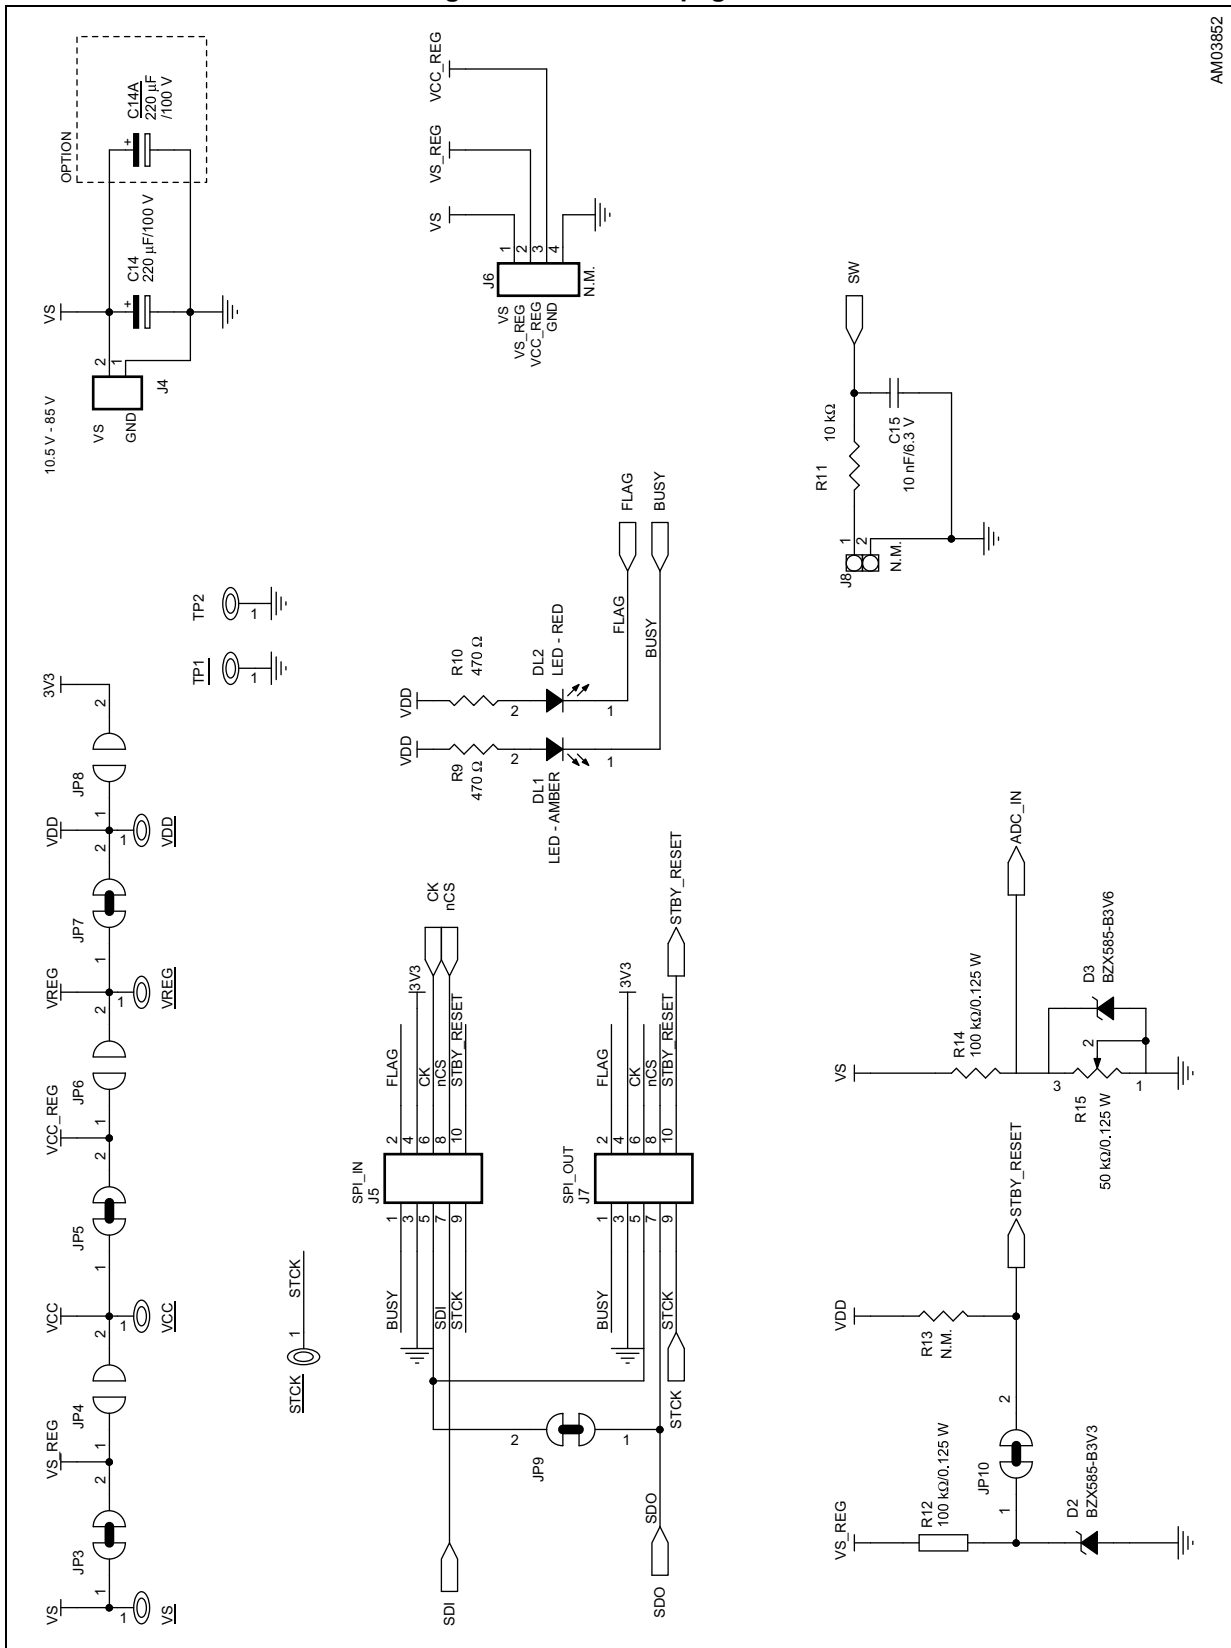 VS
1
VS
1
JP3
2
VS_REG
1
JP4
2
VCC
1
VCC
1
JP5
2
VCC_REG
1
JP6
2
VREG
1
VREG
1
JP7
2
VDD
1
VDD
1
JP8
2
3V3
10.5 V - 85 V
VS
GND
2
1
J4
VS
C14
220 µF/100 V
+
OPTION
C14A
220 µF
/100 V
+
STCK
1
STCK
TP1
1
TP2
1
SPI_IN
J5
BUSY
1
3
5
SDI
7
STCK
9
2
FLAG
4
3V3
6
CK
8
nCS
10
STBY_RESET
CK
nCS
SDI
2
JP9
1
SDO
SDO
SPI_OUT
J7
BUSY
1
3
5
7
STCK
9
2
FLAG
4
3V3
6
CK
8
nCS
10
STBY_RESET
STCK
STBY_RESET
VDD
R9
470 Ω
2
DL1
LED - AMBER
1
VDD
R10
470 Ω
2
DL2
LED - RED
1
FLAG
FLAG
BUSY
BUSY
J6
VS
VS_REG
VCC_REG
GND
1
2
3
4
N.M.
VS
VS_REG
VCC_REG
VS_REG
R12
100 kΩ/0.125 W
1
JP10
2
D2
BZX585-B3V3
VDD
R13
N.M.
STBY_RESET
VS
R14
100 kΩ/0.125 W
ADC_IN
3
R15
50 kΩ/0.125 W
2
1
D3
BZX585-B3V6
J8
1
2
N.M.
R11
10 kΩ
C15
10 nF/6.3 V
SW
AM03852